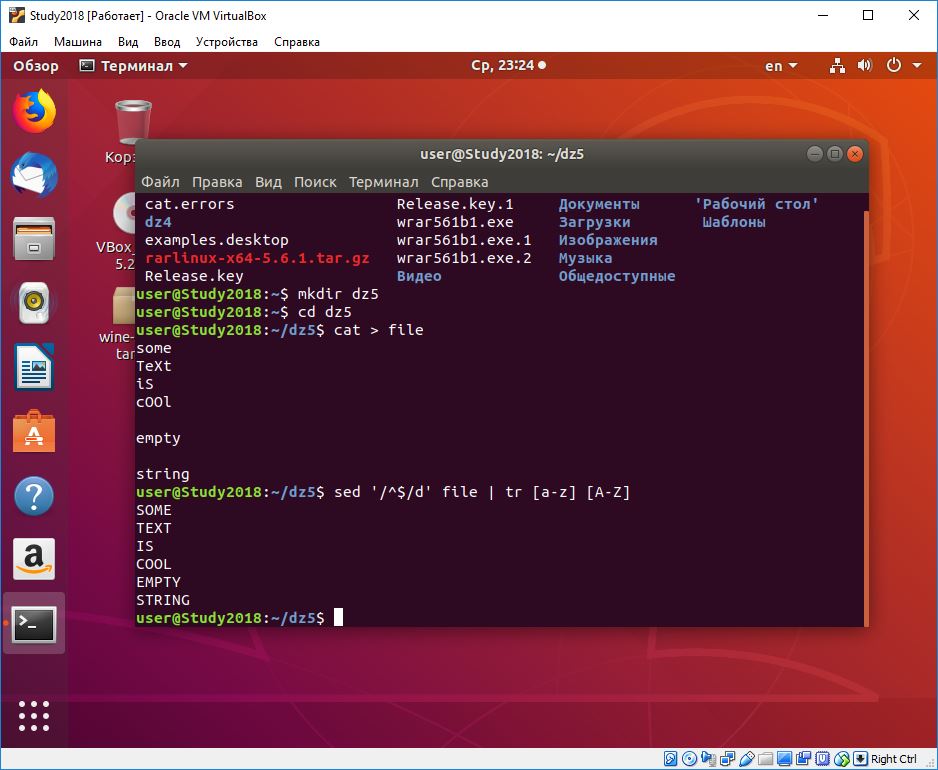 Study2018 [Работает] - Oracle VM VirtualBox
Файл Машина Вид Ввод Устройства Справка
Обзор Терминал Ср, 23:24 en
Корз
VBox_
5.2
wine-
tar
user@Study2018: ~/dz5
Файл Правка Вид Поиск Терминал Справка
cat.errors Release.key.1 Документы 'Рабочий стол'
dz4 wrar561b1.exe Загрузки Шаблоны
examples.desktop wrar561b1.exe.1 Изображения
rarlinux-x64-5.6.1.tar.gz wrar561b1.exe.2 Музыка
Release.key Видео Общедоступные
user@Study2018:~$ mkdir dz5
user@Study2018:~$ cd dz5
user@Study2018:~/dz5$ cat > file
some
TeXt
iS
cOOl
empty
string
user@Study2018:~/dz5$ sed '/^$/d' file | tr [a-z] [A-Z]
SOME
TEXT
IS
COOL
EMPTY
STRING
user@Study2018:~/dz5$
Right Ctrl